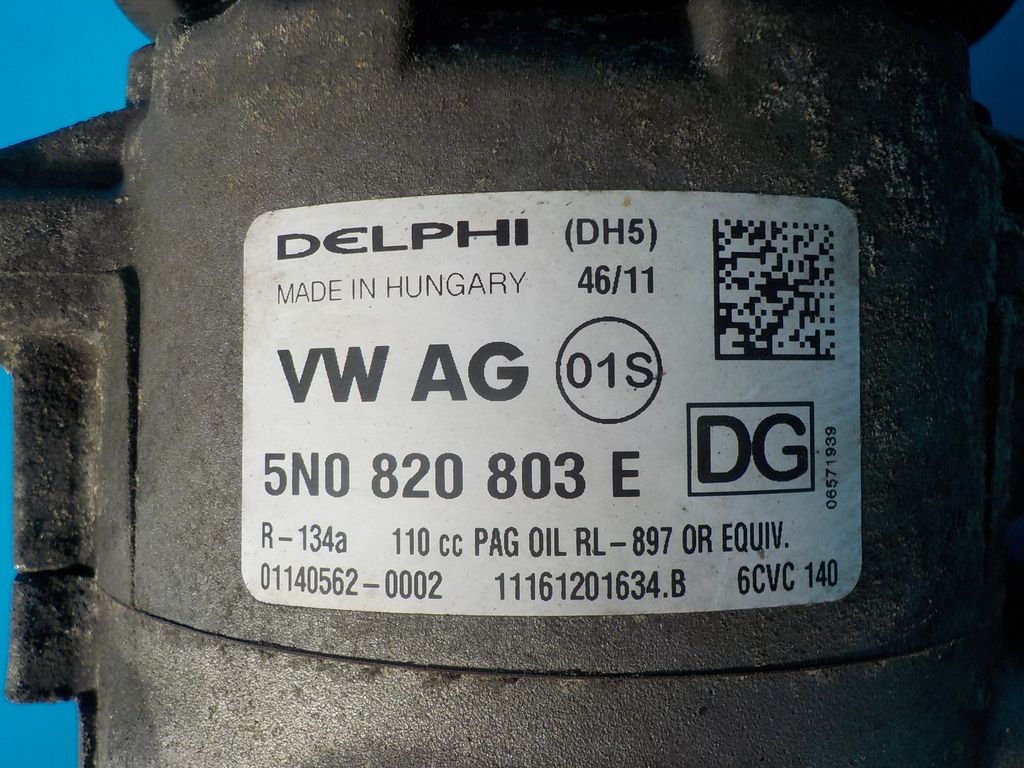 DELPHI (DH5)
MADE IN HUNGARY 46/11
VW AG 01S
5N0 820 803 E DG
06571939
R-134a 110 cc PAG OIL RL-897 OR EQUIV.
01140562-0002 11161201634.B 6CVC 140